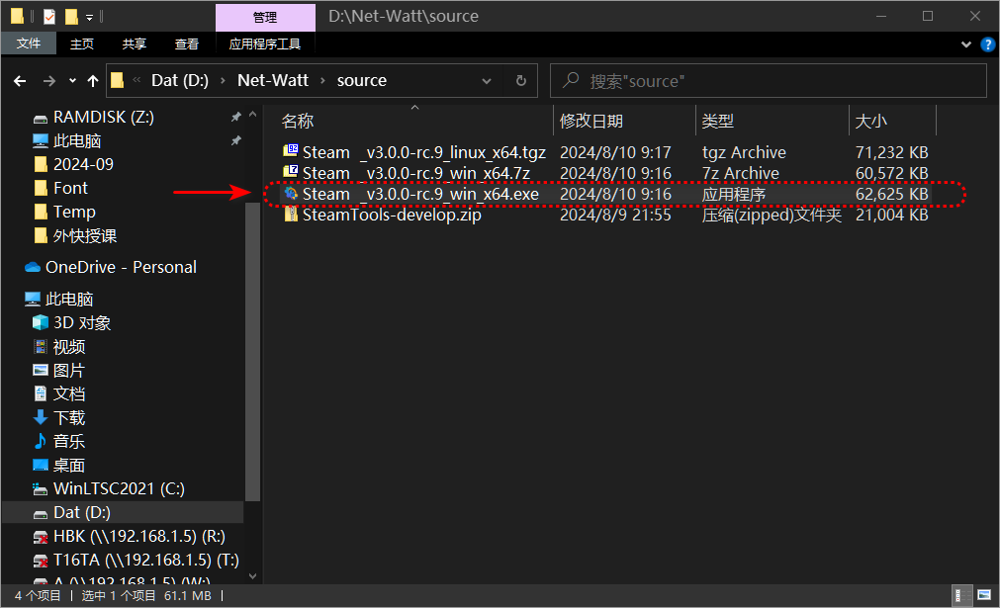 管理
D:\Net-Watt\source
文件 主页 共享 查看 应用程序工具
« Dat (D:) › Net-Watt › source
搜索"source"
RAMDISK (Z:)
此电脑
2024-09
Font
Temp
外快授课
OneDrive - Personal
此电脑
3D 对象
视频
图片
文档
下载
音乐
桌面
WinLTSC2021 (C:)
Dat (D:)
HBK (\\192.168.1.5) (R:)
T16TA (\\192.168.1.5) (T:)
A (\\192.168.1.5) (W:)
名称 修改日期 类型 大小
Steam _v3.0.0-rc.9_linux_x64.tgz 2024/8/10 9:17 tgz Archive 71,232 KB
Steam _v3.0.0-rc.9_win_x64.7z 2024/8/10 9:16 7z Archive 60,572 KB
Steam _v3.0.0-rc.9_win_x64.exe 2024/8/10 9:16 应用程序 62,625 KB
SteamTools-develop.zip 2024/8/9 21:55 压缩(zipped)文件夹 21,004 KB
4 个项目 选中 1 个项目 61.1 MB